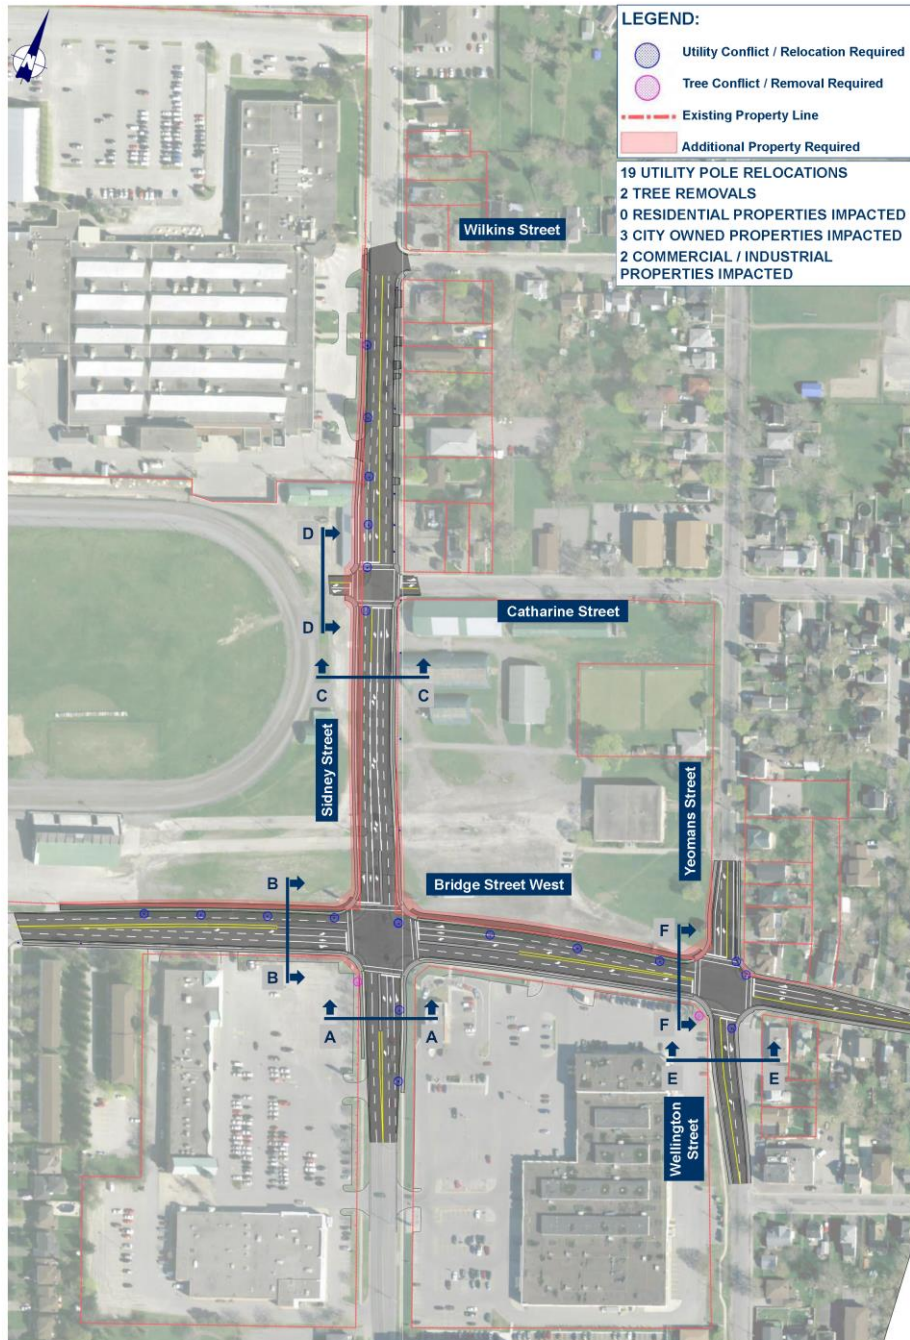 LEGEND:
Utility Conflict / Relocation Required
Tree Conflict / Removal Required
Existing Property Line
Additional Property Required
19 UTILITY POLE RELOCATIONS
2 TREE REMOVALS
0 RESIDENTIAL PROPERTIES IMPACTED
3 CITY OWNED PROPERTIES IMPACTED
2 COMMERCIAL / INDUSTRIAL
PROPERTIES IMPACTED
N
Wilkins Street
D
D
Catharine Street
C
C
Sidney Street
Yeomans Street
B
Bridge Street West
F
B
F
A
A
E
E
Wellington
Street